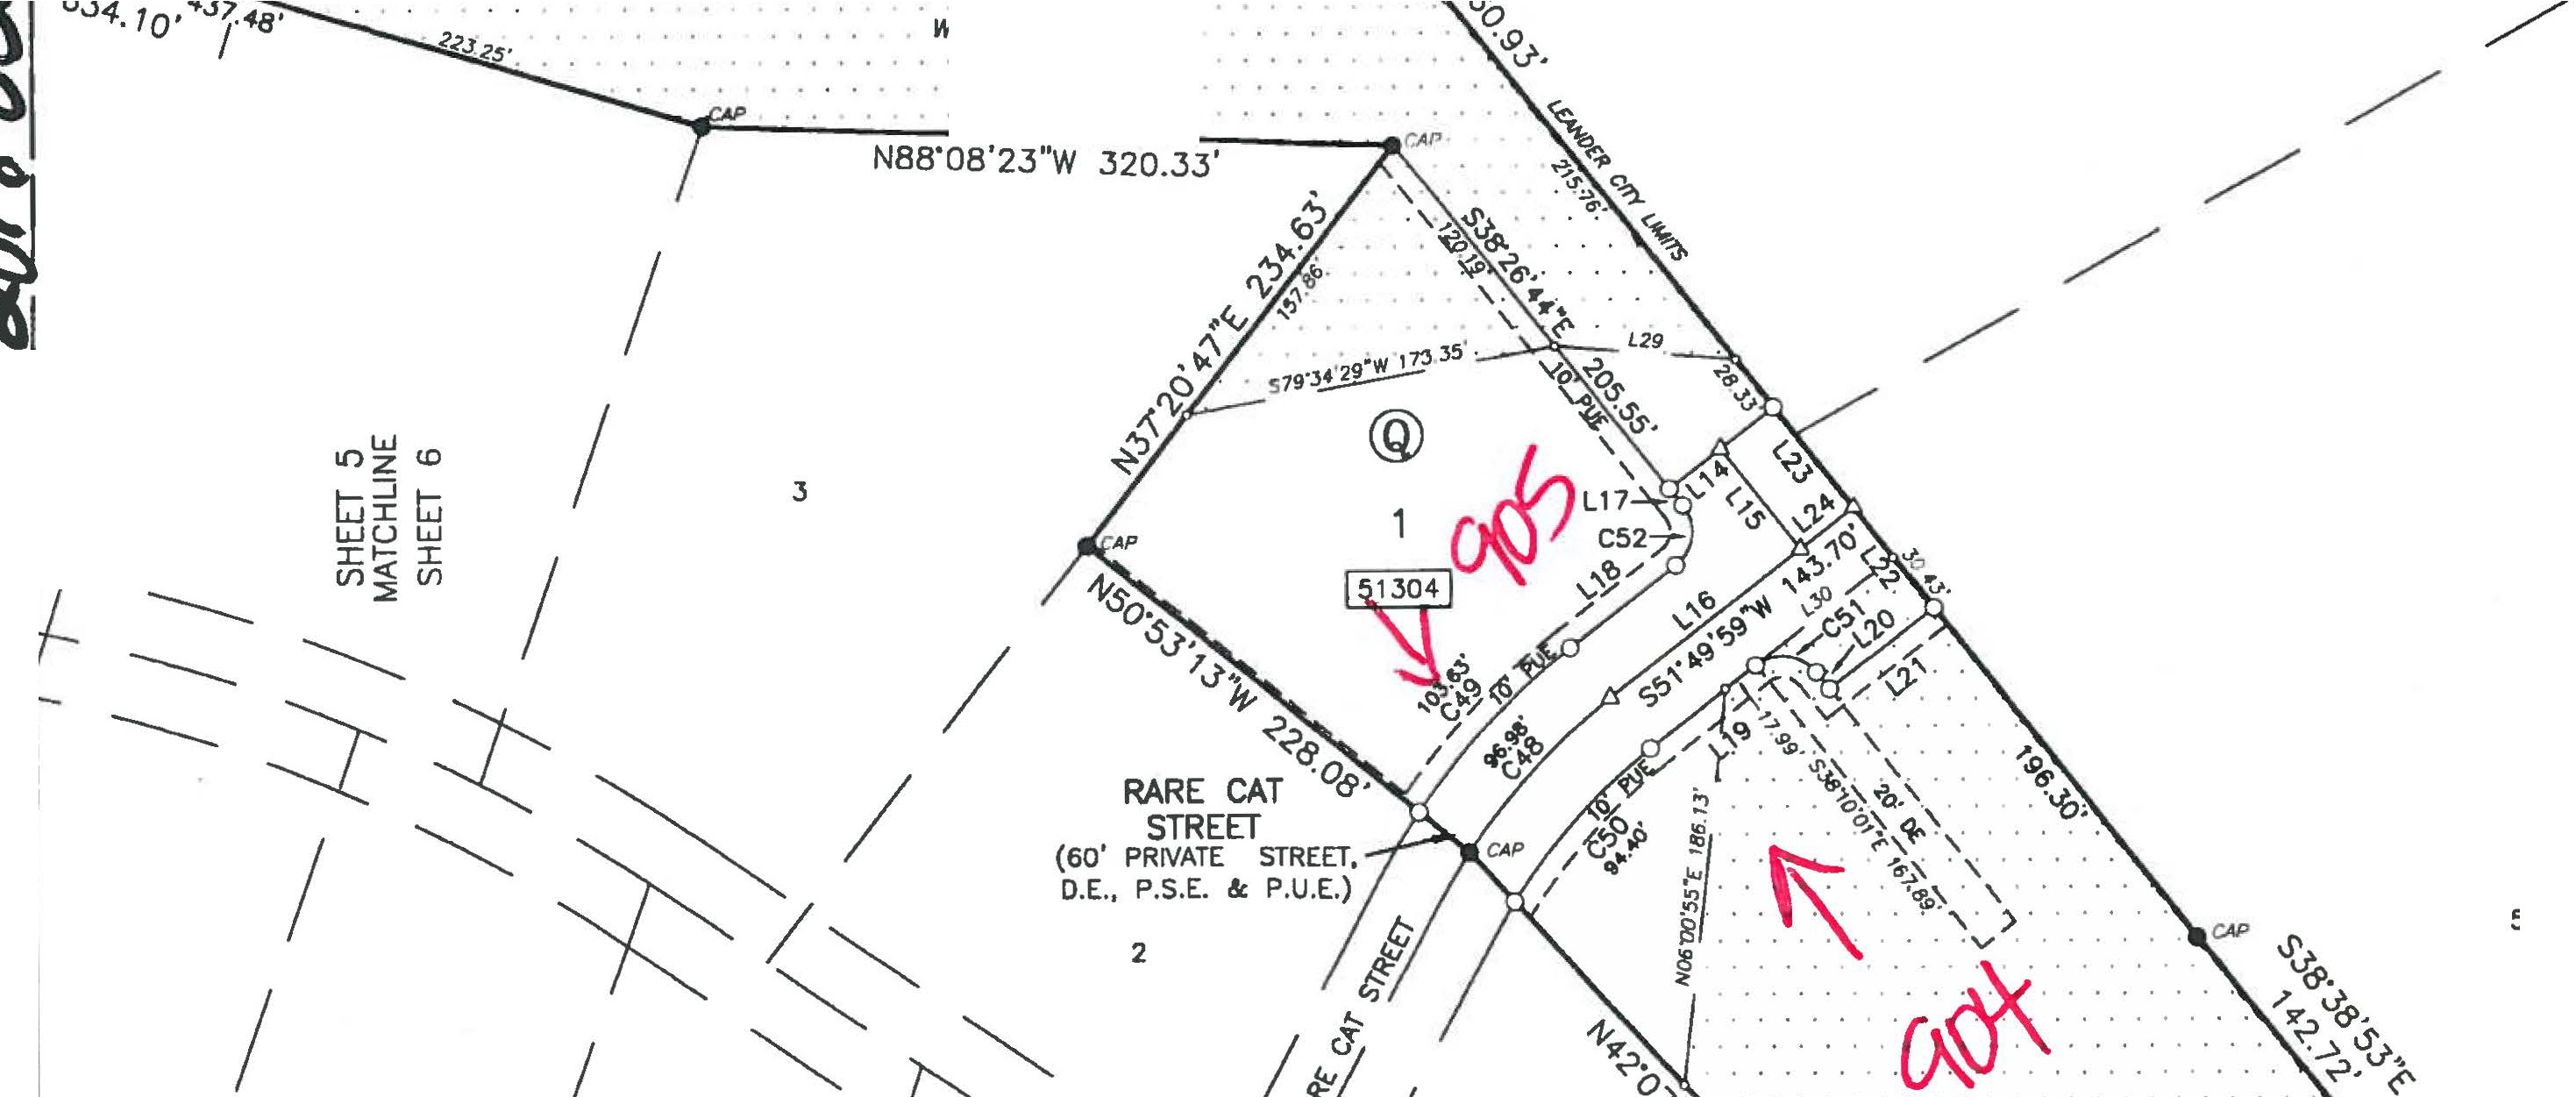 437.48'
223.25'
CAP
N88°08'23"W 320.33'
CAP
LEANDER CITY LIMITS
215.76'
S38°26'44"E
205.55'
120.19'
N37°20'47"E 234.63'
157.86'
S79°34'29"W 173.35'
L29
28.33'
10' PUE
Q
1
905
51304
L17
L14
L15
L23
L24
C52
L18
L16
S51°49'59"W 143.70'
L22
30.43'
L30
C51
L20
L21
SHEET 5
MATCHLINE
SHEET 6
3
CAP
N50°53'13"W 228.08'
103.63'
C49
10' PUE
96.98'
C48
L19
17.99'
S38°10'01"E 167.89'
20' DE
196.30'
10' PUE
C50
94.40'
RARE CAT
STREET
(60' PRIVATE STREET,
D.E., P.S.E. & P.U.E.)
CAP
N06°00'55"E 186.13'
2
RE CAT STREET
904
CAP
S38°38'53"E
142.72'
N42°0